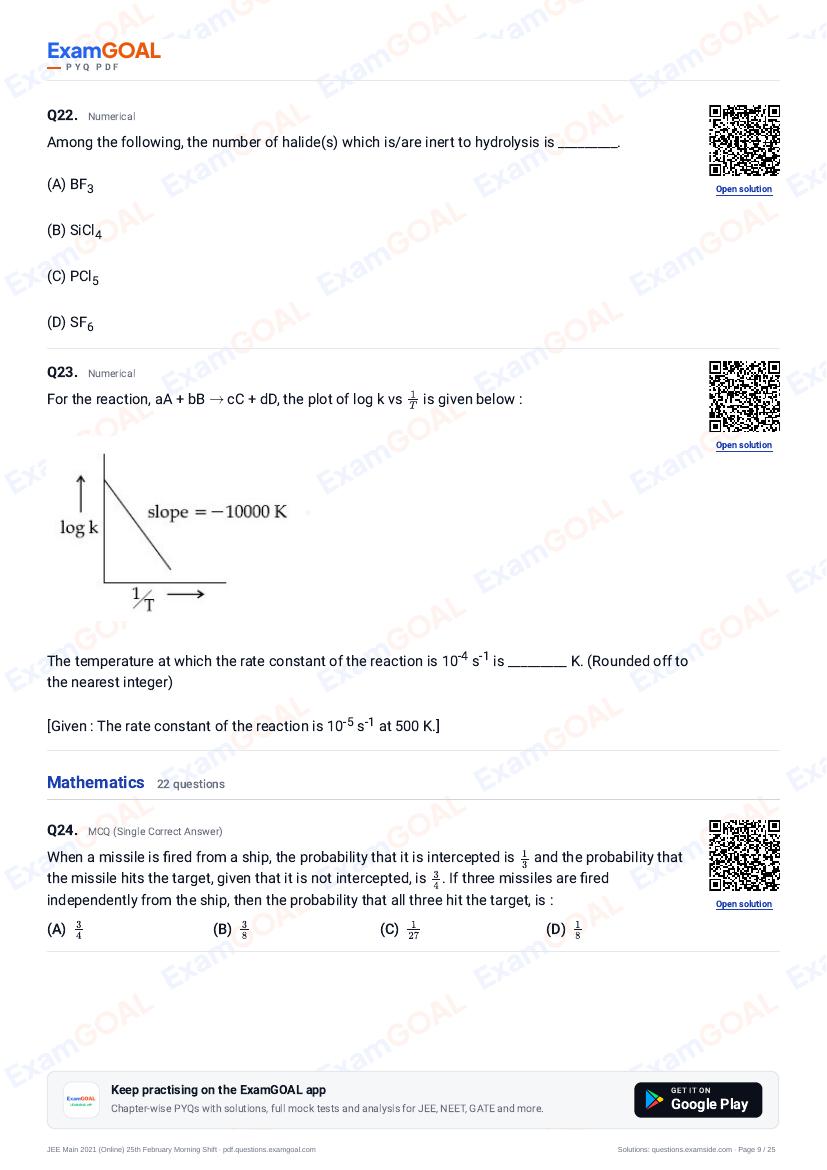 ExamGOAL
PYQ PDF
Q22. Numerical
Among the following, the number of halide(s) which is/are inert to hydrolysis is _________.
Open solution
(A) BF3
(B) SiCl4
(C) PCl5
(D) SF6
Q23. Numerical
For the reaction, aA + bB → cC + dD, the plot of log k vs 1/T is given below :
Open solution
slope = −10000 K
log k
1/T
The temperature at which the rate constant of the reaction is 10-4 s-1 is _________ K. (Rounded off to
the nearest integer)
[Given : The rate constant of the reaction is 10-5 s-1 at 500 K.]
Mathematics 22 questions
Q24. MCQ (Single Correct Answer)
When a missile is fired from a ship, the probability that it is intercepted is 1/3 and the probability that
the missile hits the target, given that it is not intercepted, is 3/4. If three missiles are fired
independently from the ship, then the probability that all three hit the target, is :
Open solution
(A) 3/4 (B) 3/8 (C) 1/27 (D) 1/8
ExamGOAL
Keep practising on the ExamGOAL app
Chapter-wise PYQs with solutions, full mock tests and analysis for JEE, NEET, GATE and more.
GET IT ON
Google Play
JEE Main 2021 (Online) 25th February Morning Shift · pdf.questions.examgoal.com
Solutions: questions.examside.com · Page 9 / 25